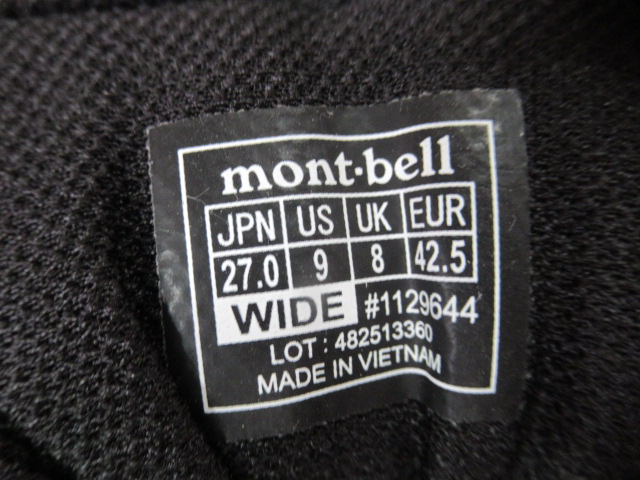 mont-bell
JPN US UK EUR
27.0 9 8 42.5
WIDE #1129644
LOT : 482513360
MADE IN VIETNAM